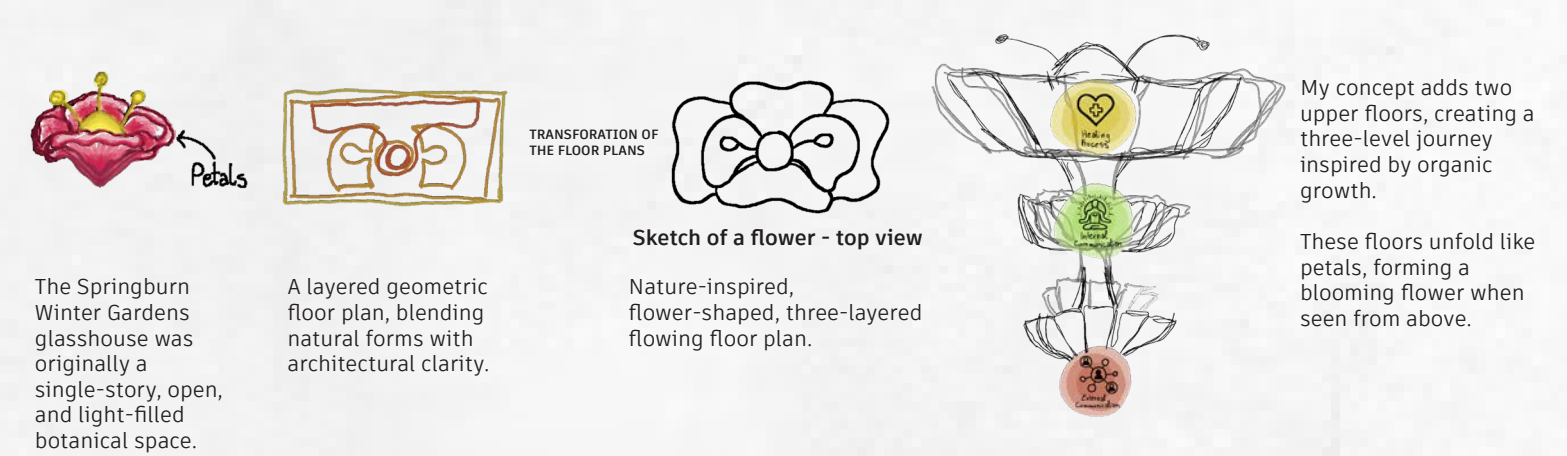 Petals
The Springburn
Winter Gardens
glasshouse was
originally a
single-story, open,
and light-filled
botanical space.
A layered geometric
floor plan, blending
natural forms with
architectural clarity.
TRANSFORATION OF
THE FLOOR PLANS
Sketch of a flower - top view
Nature-inspired,
flower-shaped, three-layered
flowing floor plan.
Healing
Process
Internal
Communication
External
Communication
My concept adds two
upper floors, creating a
three-level journey
inspired by organic
growth.
These floors unfold like
petals, forming a
blooming flower when
seen from above.